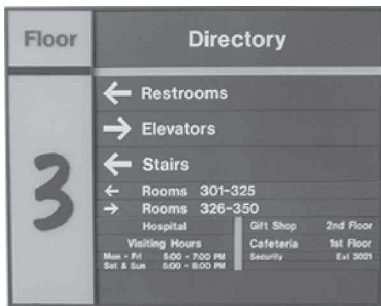 Floor
Directory
3
← Restrooms
→ Elevators
← Stairs
← Rooms 301-325
→ Rooms 326-350
Hospital
Visiting Hours
Mon - Fri 5:00 - 7:00 PM
Sat & Sun 5:00 - 8:00 PM
Gift Shop 2nd Floor
Cafeteria 1st Floor
Security Ext 3021